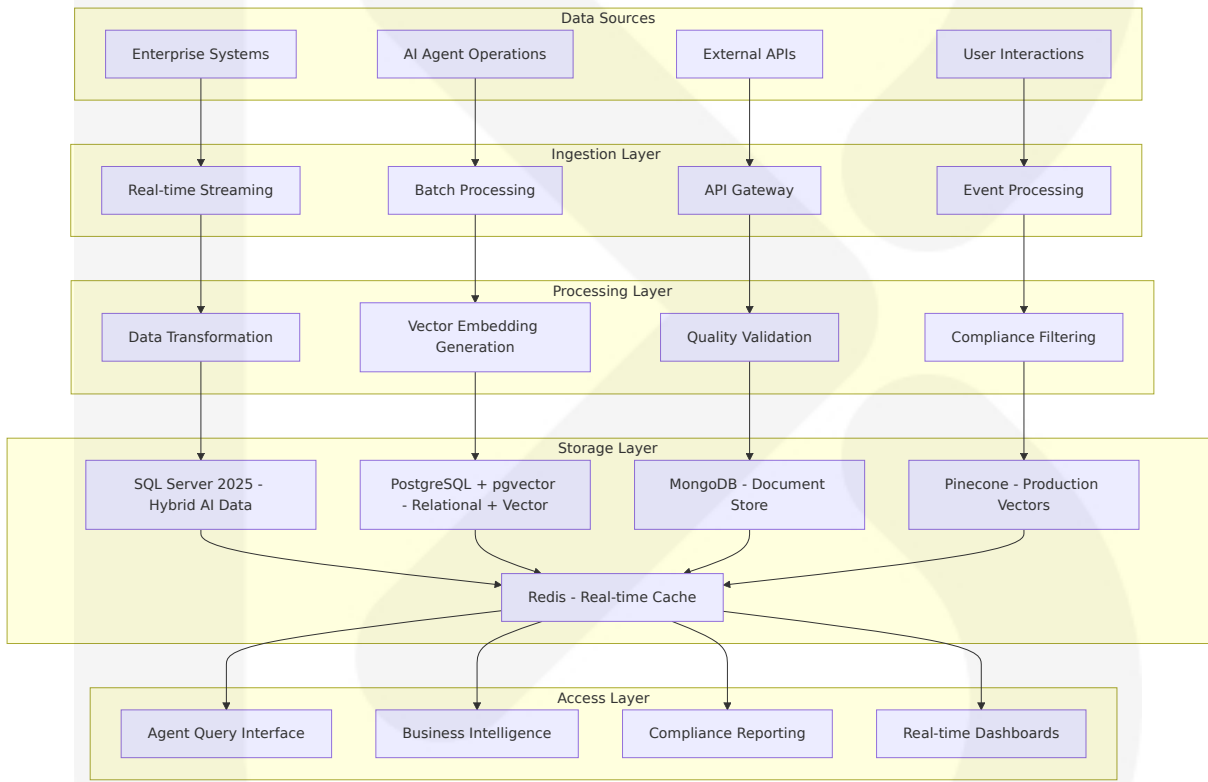 Data Sources
Enterprise Systems
AI Agent Operations
External APIs
User Interactions
Ingestion Layer
Real-time Streaming
Batch Processing
API Gateway
Event Processing
Processing Layer
Data Transformation
Vector Embedding
Generation
Quality Validation
Compliance Filtering
Storage Layer
SQL Server 2025 -
Hybrid AI Data
PostgreSQL + pgvector
- Relational + Vector
MongoDB - Document
Store
Pinecone - Production
Vectors
Redis - Real-time Cache
Access Layer
Agent Query Interface
Business Intelligence
Compliance Reporting
Real-time Dashboards